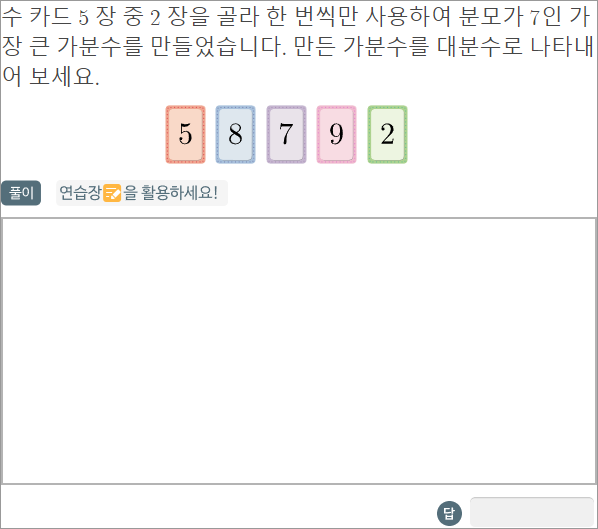 수 카드 5 장 중 2 장을 골라 한 번씩만 사용하여 분모가 7인 가
장 큰 가분수를 만들었습니다. 만든 가분수를 대분수로 나타내
어 보세요.
5 8 7 9 2
풀이 연습장📝을 활용하세요!
답